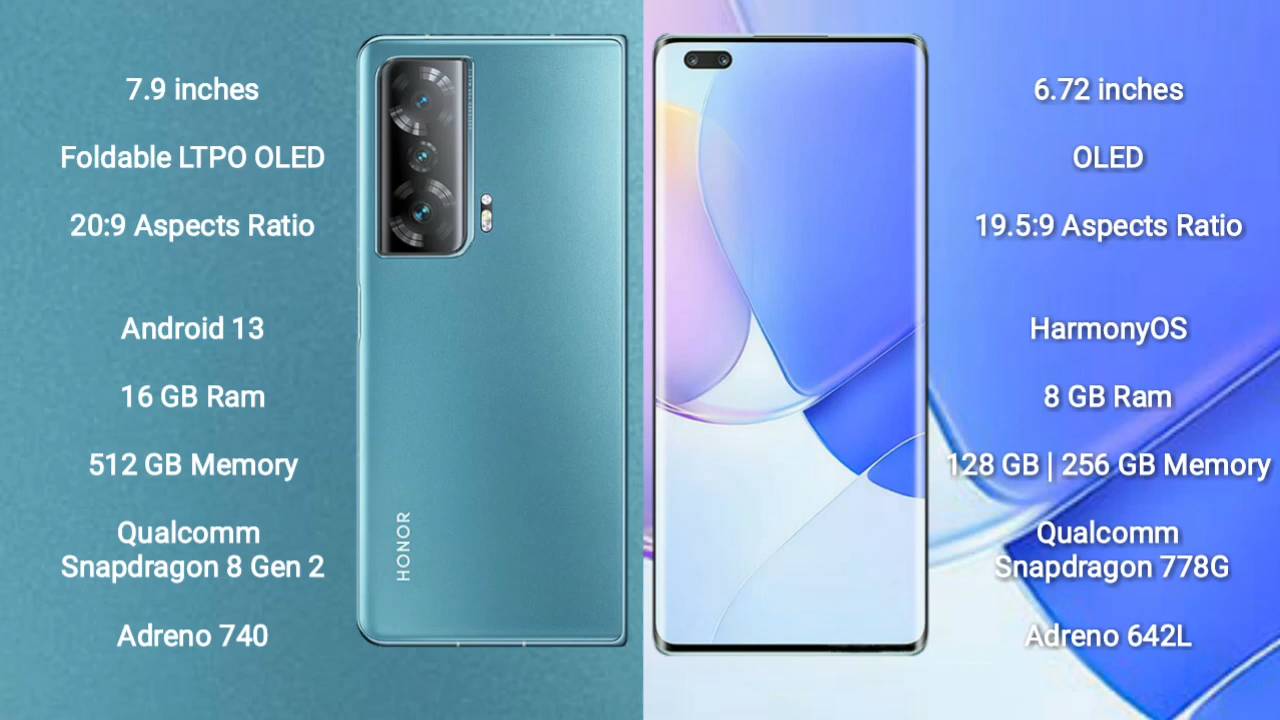 7.9 inches
Foldable LTPO OLED
20:9 Aspects Ratio
Android 13
16 GB Ram
512 GB Memory
Qualcomm
Snapdragon 8 Gen 2
Adreno 740
HONOR
6.72 inches
OLED
19.5:9 Aspects Ratio
HarmonyOS
8 GB Ram
128 GB | 256 GB Memory
Qualcomm
Snapdragon 778G
Adreno 642L